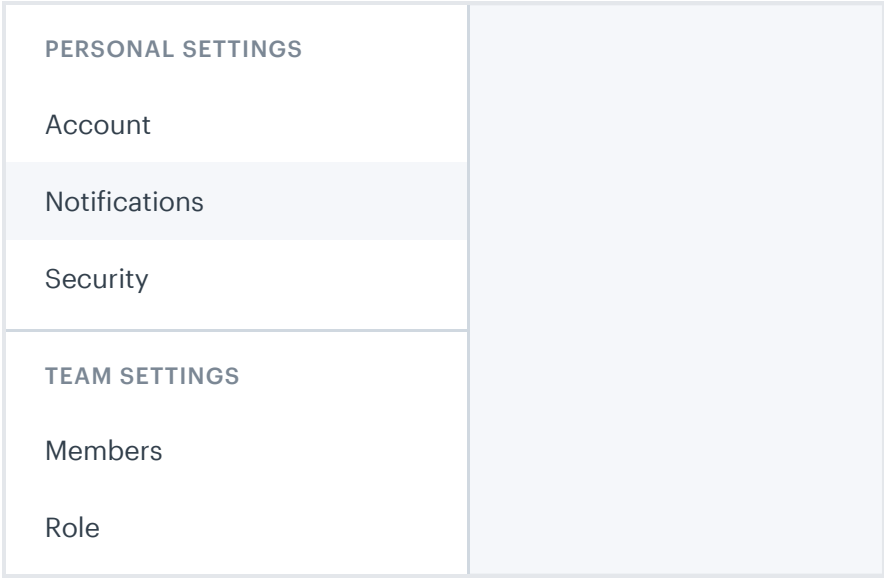 PERSONAL SETTINGS
Account
Notifications
Security
TEAM SETTINGS
Members
Role